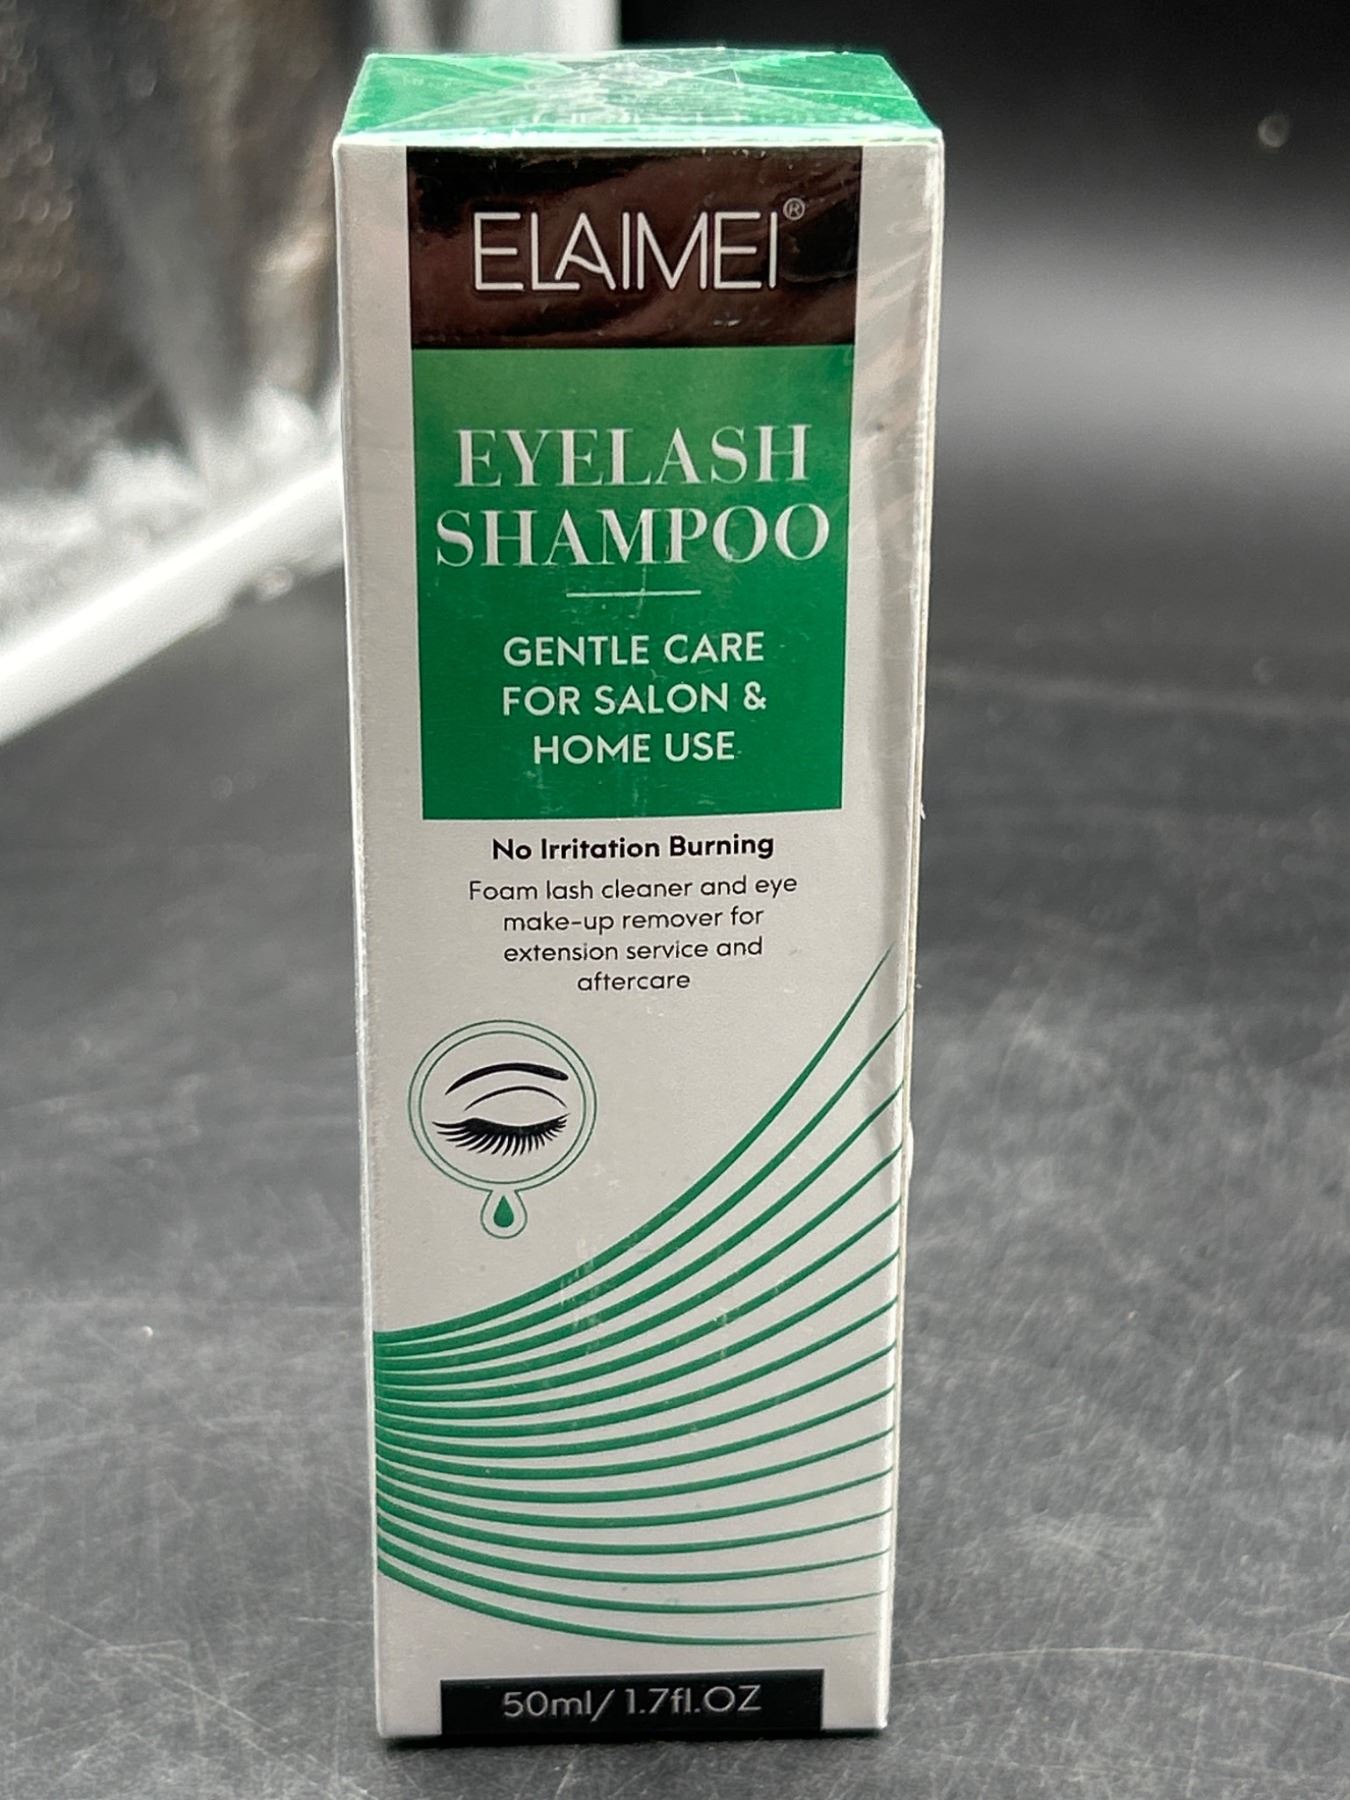 ELAIMEI®
EYELASH
SHAMPOO
GENTLE CARE
FOR SALON &
HOME USE
No Irritation Burning
Foam lash cleaner and eye
make-up remover for
extension service and
aftercare
50ml/ 1.7fl.OZ